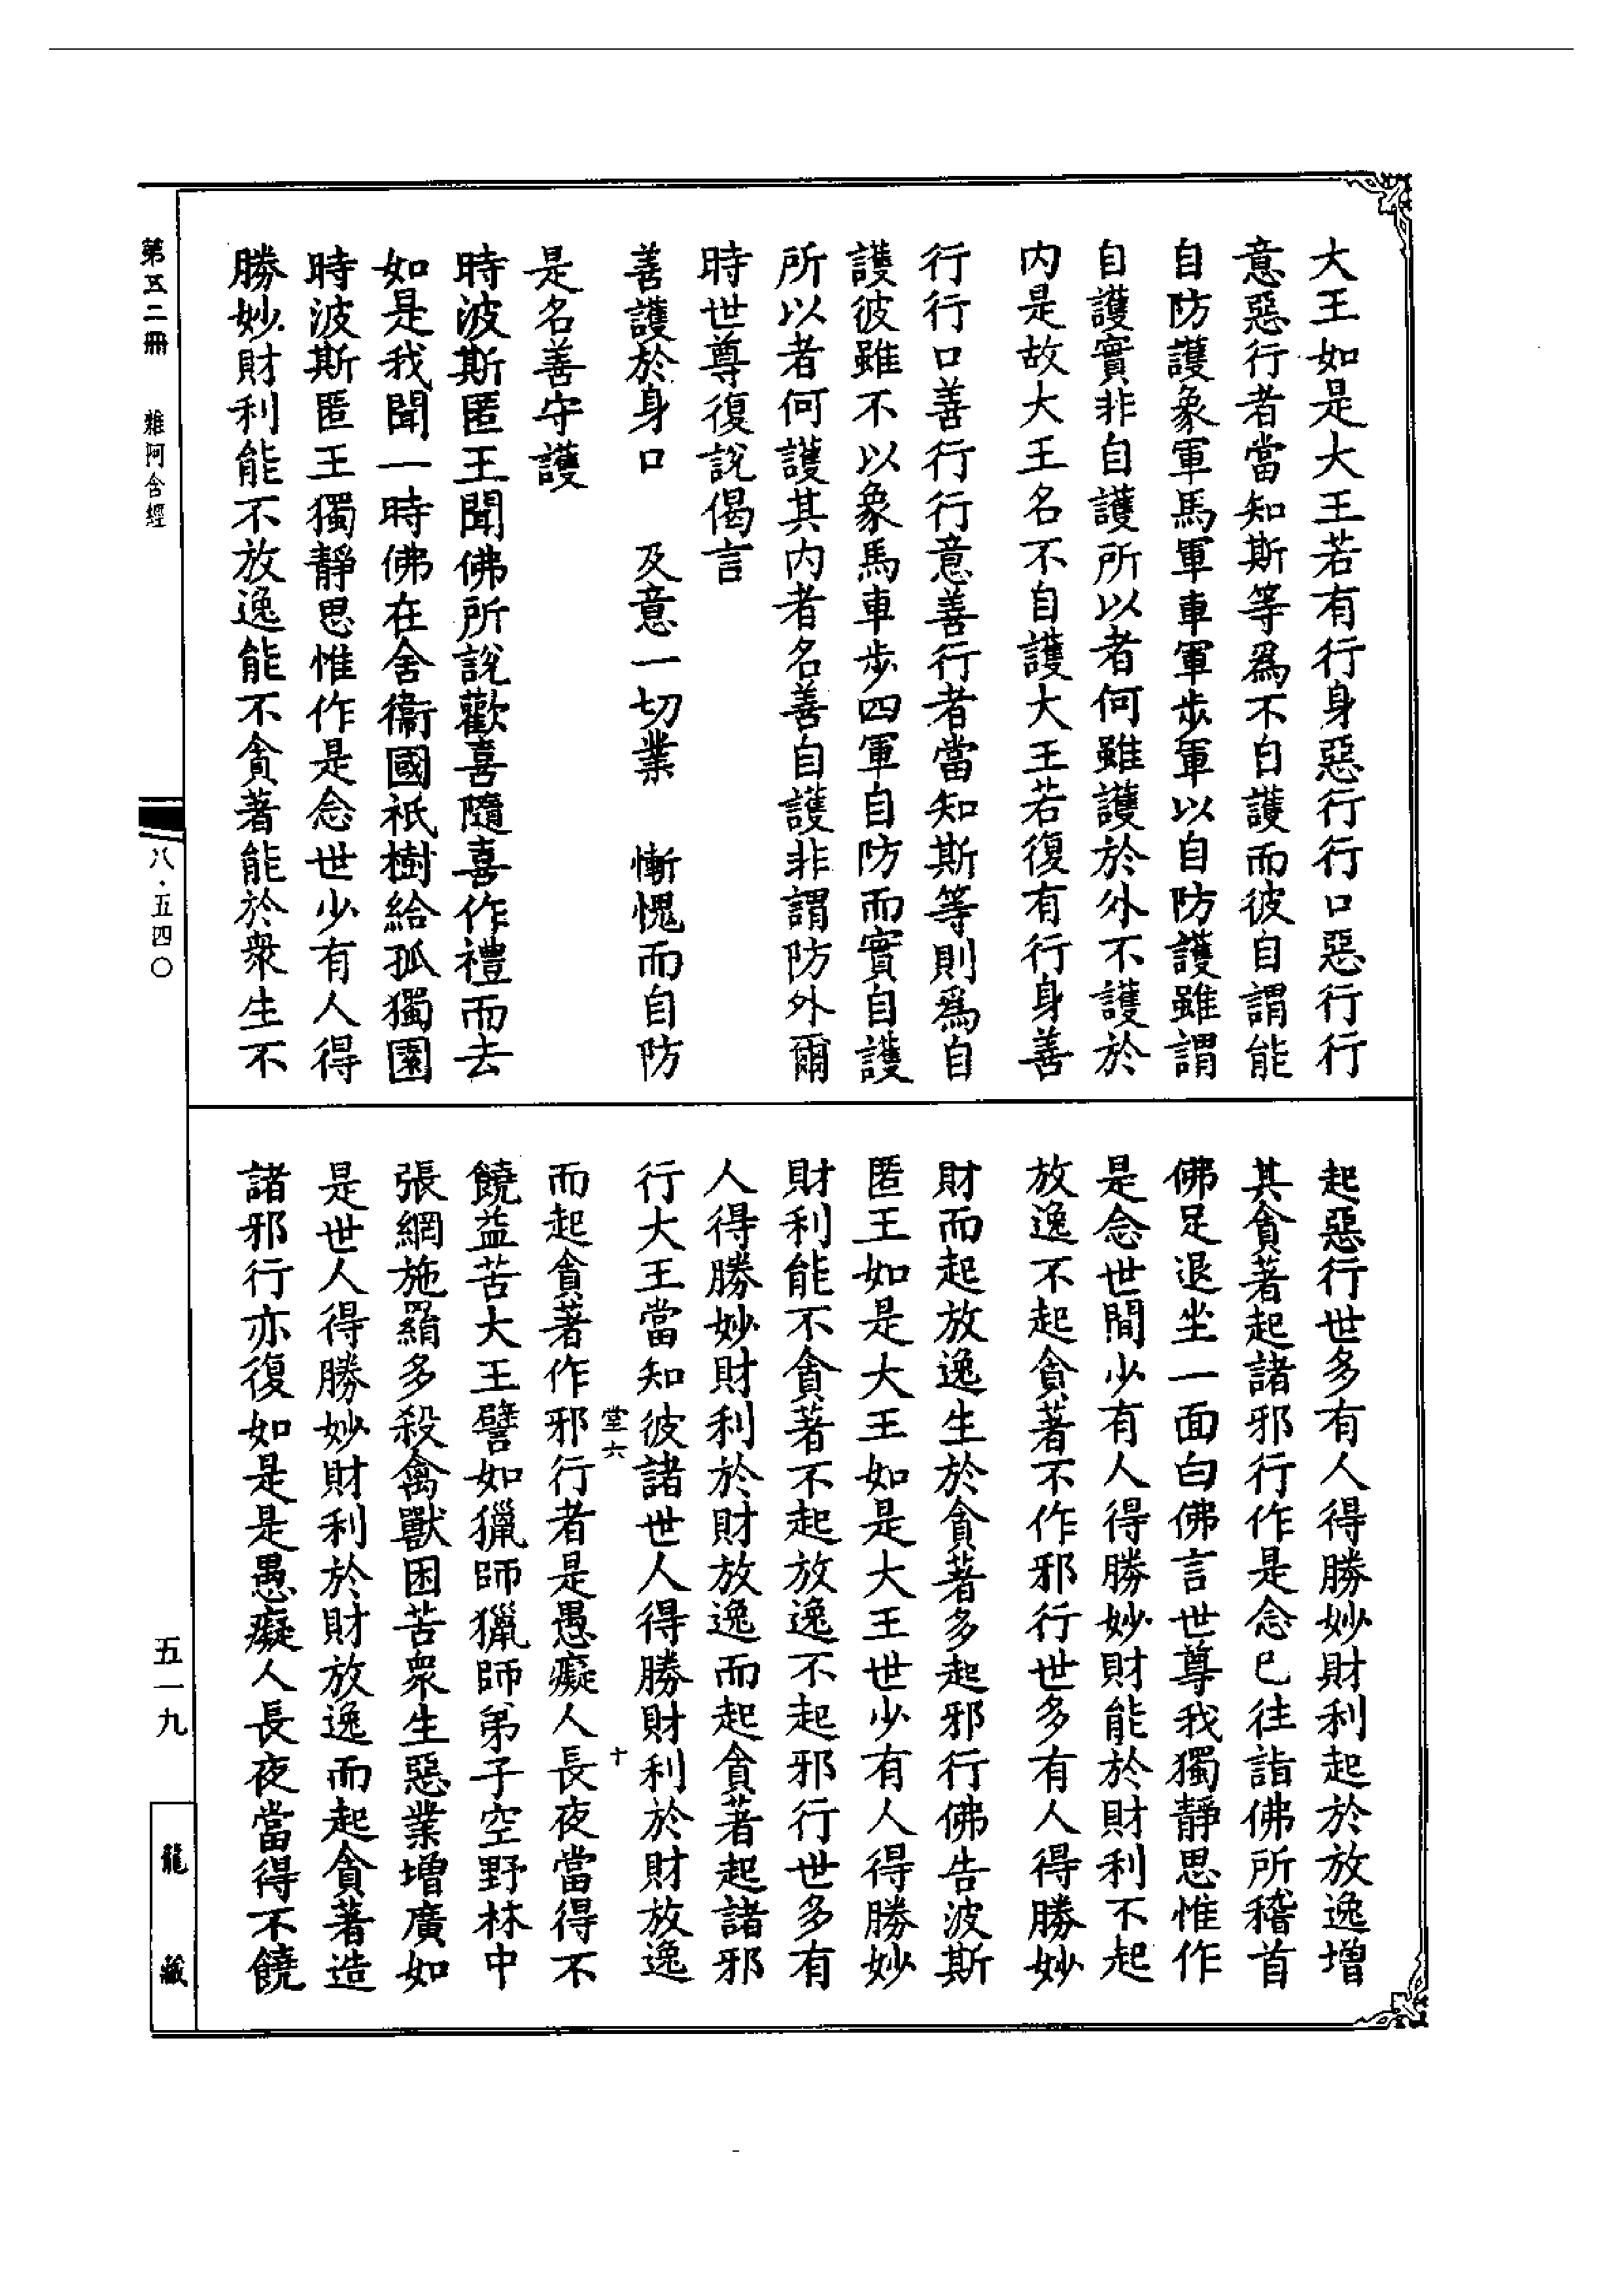 大王如是大王若有行身惡行行口惡行行
意惡行者當知斯等爲不自護而彼自謂能
自防護象軍馬軍車軍步軍以自防護雖謂
自護實非自護所以者何雖護於外不護於
内是故大王名不自護大王若復有行身善
行行口善行行意善行者當知斯等則爲自
護彼雖不以象馬車步四軍自防而實自護
所以者何護其内者名善自護非謂防外爾
時世尊復說偈言
善護於身口　及意一切業　慚愧而自防
是名善守護
時波斯匿王聞佛所說歡喜隨喜作禮而去
如是我聞一時佛在舍衞國祇樹給孤獨園
時波斯匿王獨靜思惟作是念世少有人得
勝妙財利能不放逸能不貪著能於衆生不
起惡行世多有人得勝妙財利起於放逸增
其貪著起諸邪行作是念已往詣佛所稽首
佛足退坐一面白佛言世尊我獨靜思惟作
是念世間少有人得勝妙財能於財利不起
放逸不起貪著不作邪行世多有人得勝妙
財而起放逸生於貪著多起邪行佛告波斯
匿王如是大王如是大王世少有人得勝妙
財利能不貪著不起放逸不起邪行世多有
人得勝妙財利於財放逸而起貪著起諸邪
行大王當知彼諸世人得勝財利於財放逸
堂六　十
而起貪著作邪行者是愚癡人長夜當得不
饒益苦大王譬如獵師獵師弟子空野林中
張網施羂多殺禽獸困苦衆生惡業增廣如
是世人得勝妙財利於財放逸而起貪著造
諸邪行亦復如是是愚癡人長夜當得不饒
第五二冊　雜阿含經
八·五四〇
五一九
龍藏